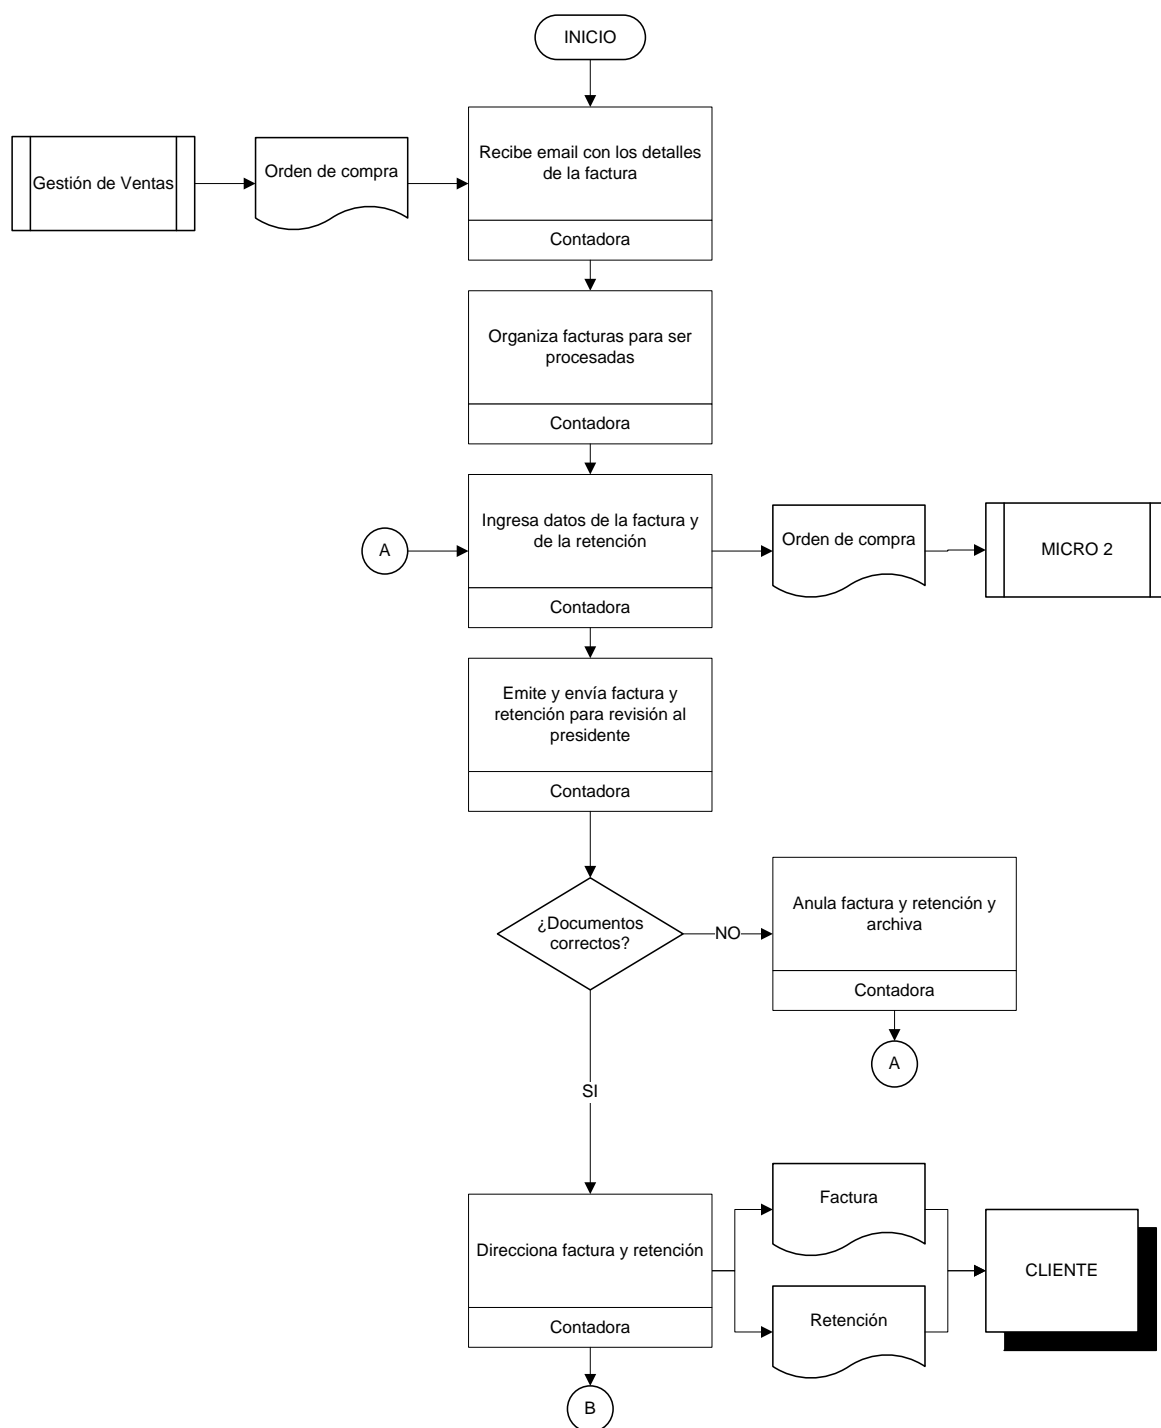 INICIO
Gestión de Ventas
Orden de compra
Recibe email con los detalles
de la factura
Contadora
Organiza facturas para ser
procesadas
Contadora
A
Ingresa datos de la factura y
de la retención
Contadora
Orden de compra
MICRO 2
Emite y envía factura y
retención para revisión al
presidente
Contadora
¿Documentos
correctos?
NO
Anula factura y retención y
archiva
Contadora
A
SI
Direcciona factura y retención
Contadora
Factura
Retención
CLIENTE
B